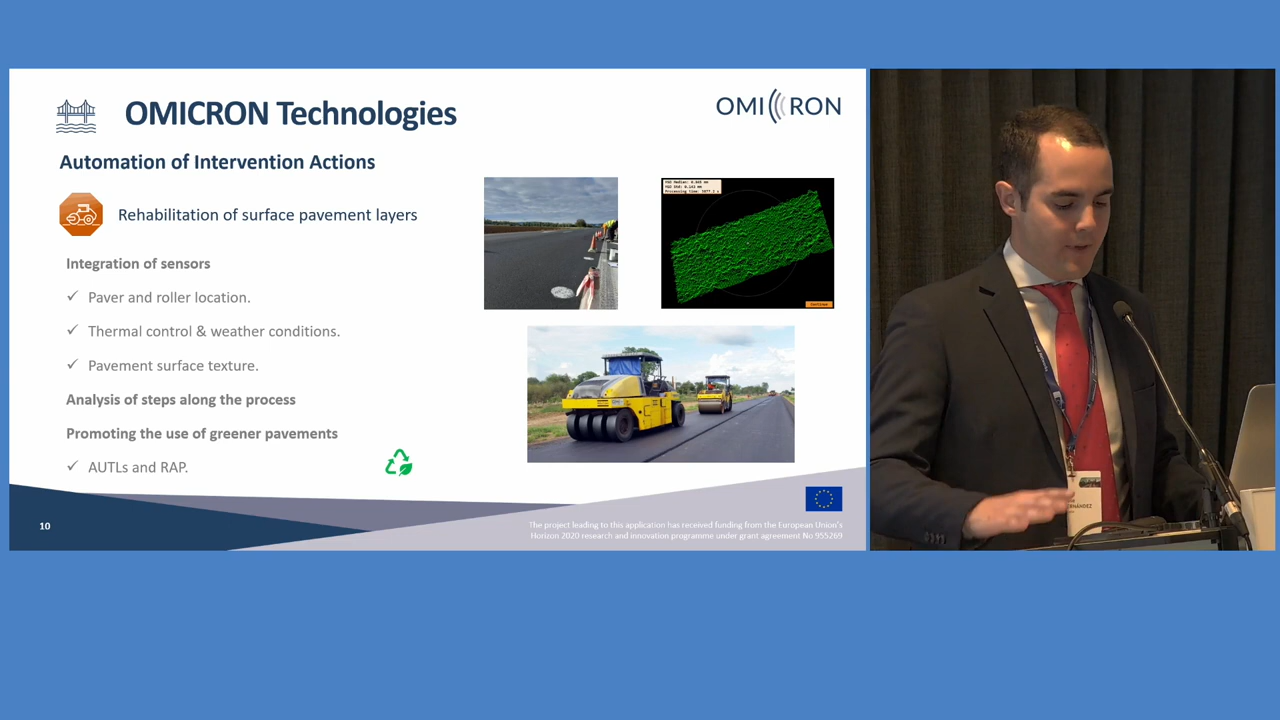 OMICRON Technologies
OMICRON
Automation of Intervention Actions
Rehabilitation of surface pavement layers
Integration of sensors
✓ Paver and roller location.
✓ Thermal control & weather conditions.
✓ Pavement surface texture.
Analysis of steps along the process
Promoting the use of greener pavements
✓ AUTLs and RAP.
10
The project leading to this application has received funding from the European Union's
Horizon 2020 research and innovation programme under grant agreement No 955269